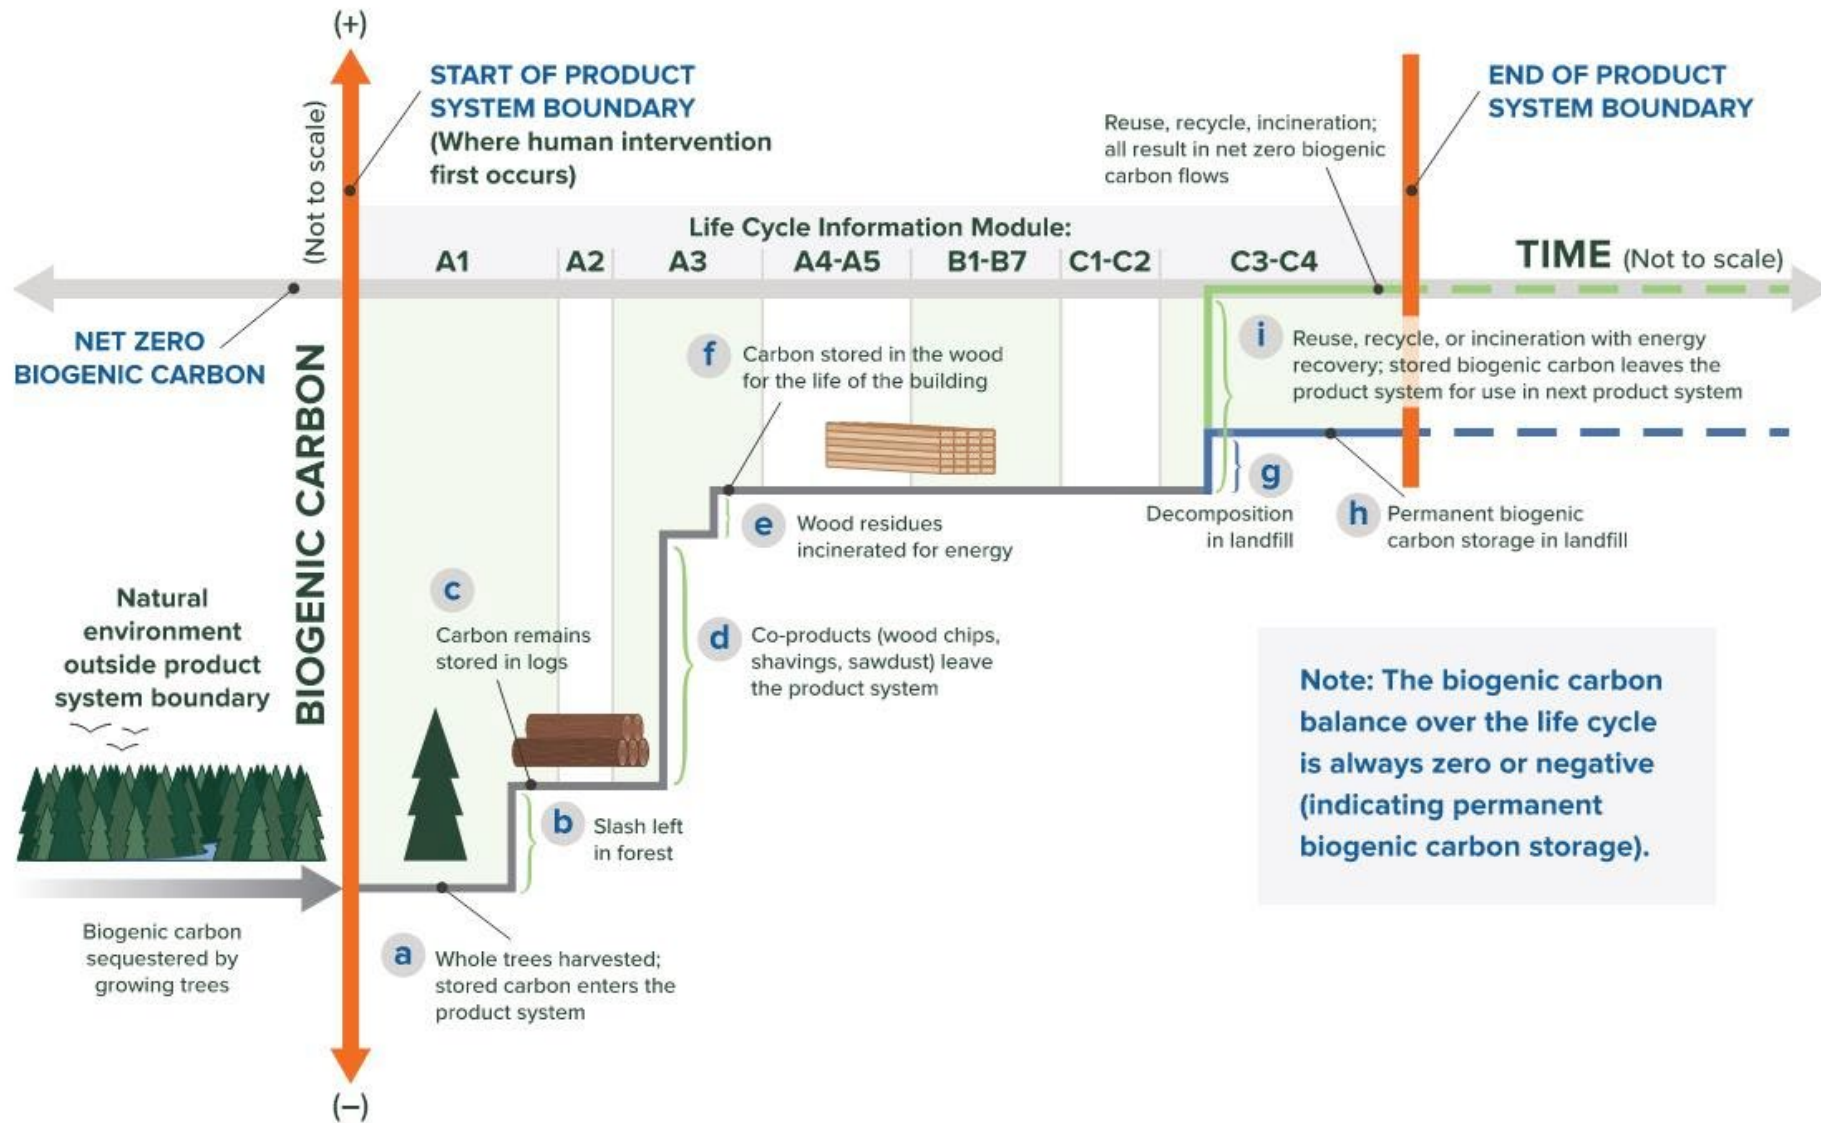 (+)
(Not to scale)
START OF PRODUCT
SYSTEM BOUNDARY
(Where human intervention
first occurs)
Reuse, recycle, incineration;
all result in net zero biogenic
carbon flows
END OF PRODUCT
SYSTEM BOUNDARY
Life Cycle Information Module:
A1 A2 A3 A4-A5 B1-B7 C1-C2 C3-C4
TIME (Not to scale)
NET ZERO
BIOGENIC CARBON
BIOGENIC CARBON
f Carbon stored in the wood
for the life of the building
i Reuse, recycle, or incineration with energy
recovery; stored biogenic carbon leaves the
product system for use in next product system
g
Decomposition
in landfill
h Permanent biogenic
carbon storage in landfill
e Wood residues
incinerated for energy
c
Carbon remains
stored in logs
d Co-products (wood chips,
shavings, sawdust) leave
the product system
Natural
environment
outside product
system boundary
b Slash left
in forest
Note: The biogenic carbon
balance over the life cycle
is always zero or negative
(indicating permanent
biogenic carbon storage).
Biogenic carbon
sequestered by
growing trees
a Whole trees harvested;
stored carbon enters the
product system
(−)